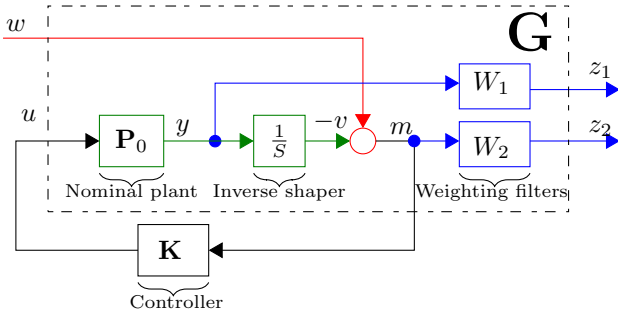 w
G
W₁
z₁
u
P₀
y
1
S
−v
m
W₂
z₂
Nominal plant
Inverse shaper
Weighting filters
K
Controller